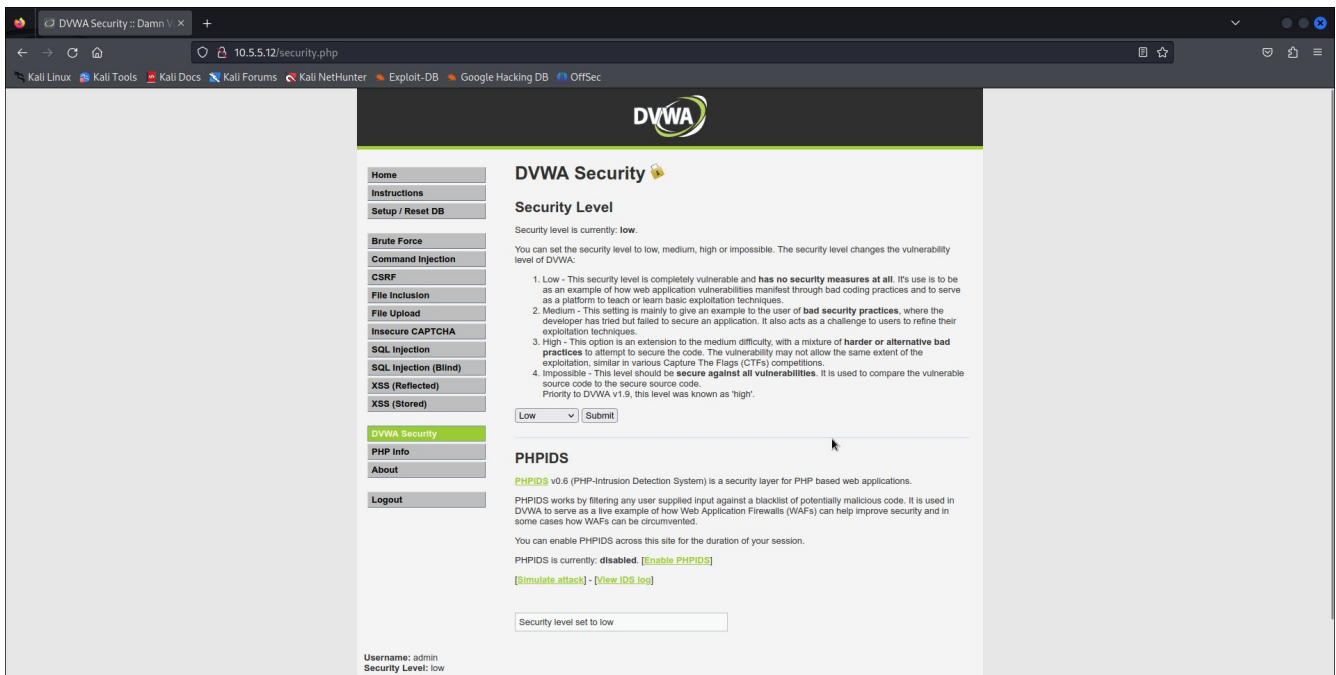 DVWA Security :: Damn V
10.5.5.12/security.php
Kali Linux Kali Tools Kali Docs Kali Forums Kali NetHunter Exploit-DB Google Hacking DB OffSec
DVWA
Home
Instructions
Setup / Reset DB
Brute Force
Command Injection
CSRF
File Inclusion
File Upload
Insecure CAPTCHA
SQL Injection
SQL Injection (Blind)
XSS (Reflected)
XSS (Stored)
DVWA Security
PHP Info
About
Logout
DVWA Security
Security Level
Security level is currently: low.
You can set the security level to low, medium, high or impossible. The security level changes the vulnerability
level of DVWA:
1. Low - This security level is completely vulnerable and has no security measures at all. It's use is to be
as an example of how web application vulnerabilities manifest through bad coding practices and to serve
as a platform to teach or learn basic exploitation techniques.
2. Medium - This setting is mainly to give an example to the user of bad security practices, where the
developer has tried but failed to secure an application. It also acts as a challenge to users to refine their
exploitation techniques.
3. High - This option is an extension to the medium difficulty, with a mixture of harder or alternative bad
practices to attempt to secure the code. The vulnerability may not allow the same extent of the
exploitation, similar in various Capture The Flags (CTFs) competitions.
4. Impossible - This level should be secure against all vulnerabilities. It is used to compare the vulnerable
source code to the secure source code.
Priority to DVWA v1.9, this level was known as 'high'.
Low Submit
PHPIDS
PHPIDS v0.6 (PHP-Intrusion Detection System) is a security layer for PHP based web applications.
PHPIDS works by filtering any user supplied input against a blacklist of potentially malicious code. It is used in
DVWA to serve as a live example of how Web Application Firewalls (WAFs) can help improve security and in
some cases how WAFs can be circumvented.
You can enable PHPIDS across this site for the duration of your session.
PHPIDS is currently: disabled. [Enable PHPIDS]
[Simulate attack] - [View IDS log]
Security level set to low
Username: admin
Security Level: low